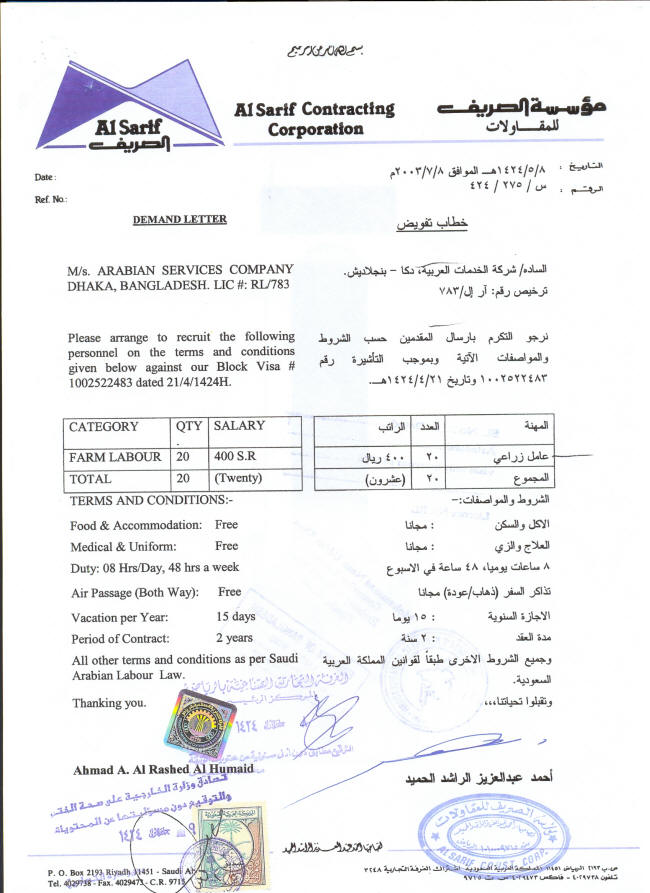 بسم الله الرحمن الرحيم
Al Sarif
الصريف
Al Sarif Contracting
Corporation
مؤسسة الصريف
للمقاولات
Date:
Ref. No.:
التاريخ : ١٤٢٤/٥/٨هـ الموافق ٢٠٠٣/٧/٨م
الرقم : س / ٢٧٥ / ٤٢٤
DEMAND LETTER
خطاب تفويض
M/s. ARABIAN SERVICES COMPANY
DHAKA, BANGLADESH. LIC #: RL/783
الساده/ شركة الخدمات العربية، دكا – بنجلاديش.
ترخيص رقم: آر إل/٧٨٣
Please arrange to recruit the following
personnel on the terms and conditions
given below against our Block Visa #
1002522483 dated 21/4/1424H.
نرجو التكرم بارسال المقدمين حسب الشروط
والمواصفات الآتية وبموجب التأشيرة رقم
١٠٠٢٥٢٢٤٨٣ وتاريخ ١٤٢٤/٤/٢١هـ.
CATEGORY QTY. SALARY
FARM LABOUR 20 400 S.R
TOTAL 20 (Twenty)
المهنة العدد الراتب
عامل زراعي ٢٠ ٤٠٠ ريال
المجموع ٢٠ (عشرون)
TERMS AND CONDITIONS:-
Food & Accommodation: Free
Medical & Uniform: Free
Duty: 08 Hrs/Day, 48 hrs a week
Air Passage (Both Way): Free
Vacation per Year: 15 days
Period of Contract: 2 years
All other terms and conditions as per Saudi
Arabian Labour Law.
Thanking you.
الشروط والمواصفات:–
الاكل والسكن : مجانا
العلاج والزي : مجانا
٨ ساعات يوميا، ٤٨ ساعة في الاسبوع
تذاكر السفر (ذهاب/عودة) مجانا
الاجازة السنوية : ١٥ يوما
مدة العقد : ٢ سنة
وجميع الشروط الاخرى طبقاً لقوانين المملكة العربية
السعودية.
وتقبلوا تحياتنا،،،
الغرفة التجارية الصناعية بالرياض
المركز الرئيسي
١٤٢٤
Ahmad A. Al Rashed Al Humaid
أحمد عبدالعزيز الراشد الحميد
تصادق وزارة الخارجية على صحة الختم
والتوقيع دون مسؤوليتها عن المحتويات
١٤٢٤
مؤسسة الصريف للمقاولات
AL SARIF CONST. CORP.
P. O. Box 2193 Riyadh 11451 - Saudi
Tel. 4029738 - Fax. 4029473 - C.R. 9715
ص.ب ٢١٩٣ الرياض ١١٤٥١ المملكة العربية السعودية اشتراك الغرفة التجارية ٣٢٤٨
تلفون ٤٠٢٩٧٣٨ - فاكس ٤٠٢٩٤٧٣ س ت ٩٧١٥